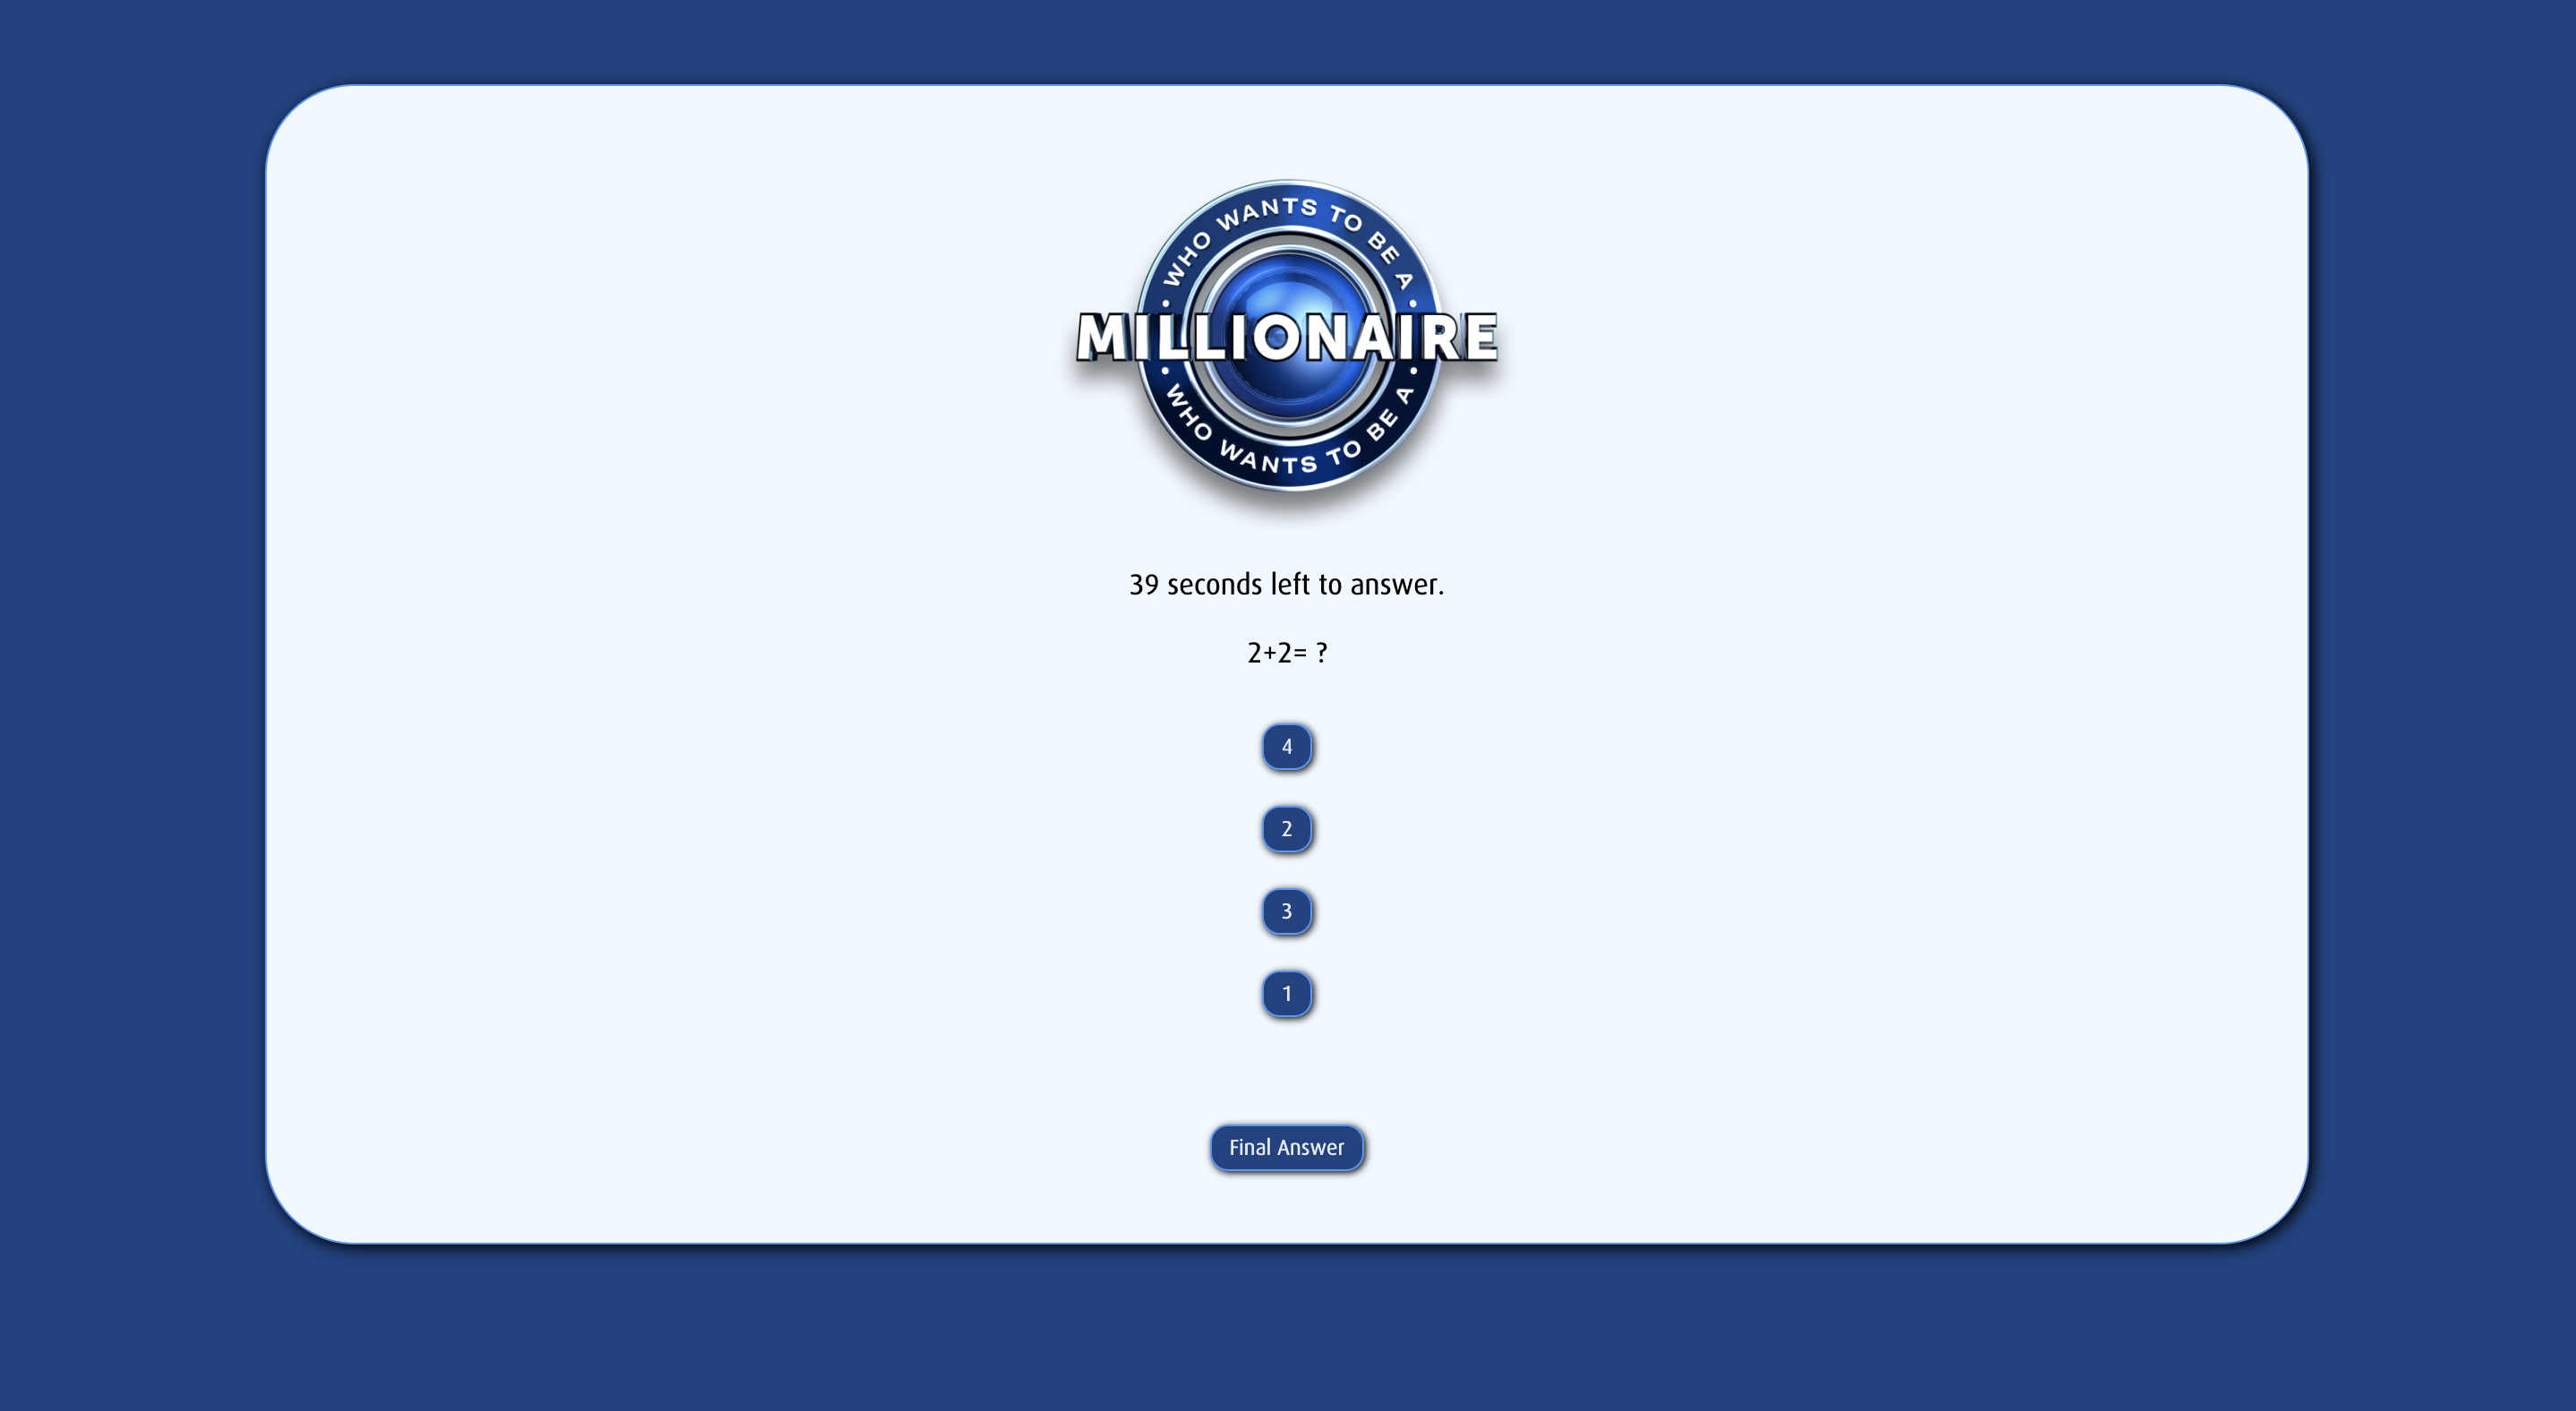 WHO WANTS TO BE A
MILLIONAIRE
WHO WANTS TO BE A
39 seconds left to answer.
2+2= ?
4
2
3
1
Final Answer